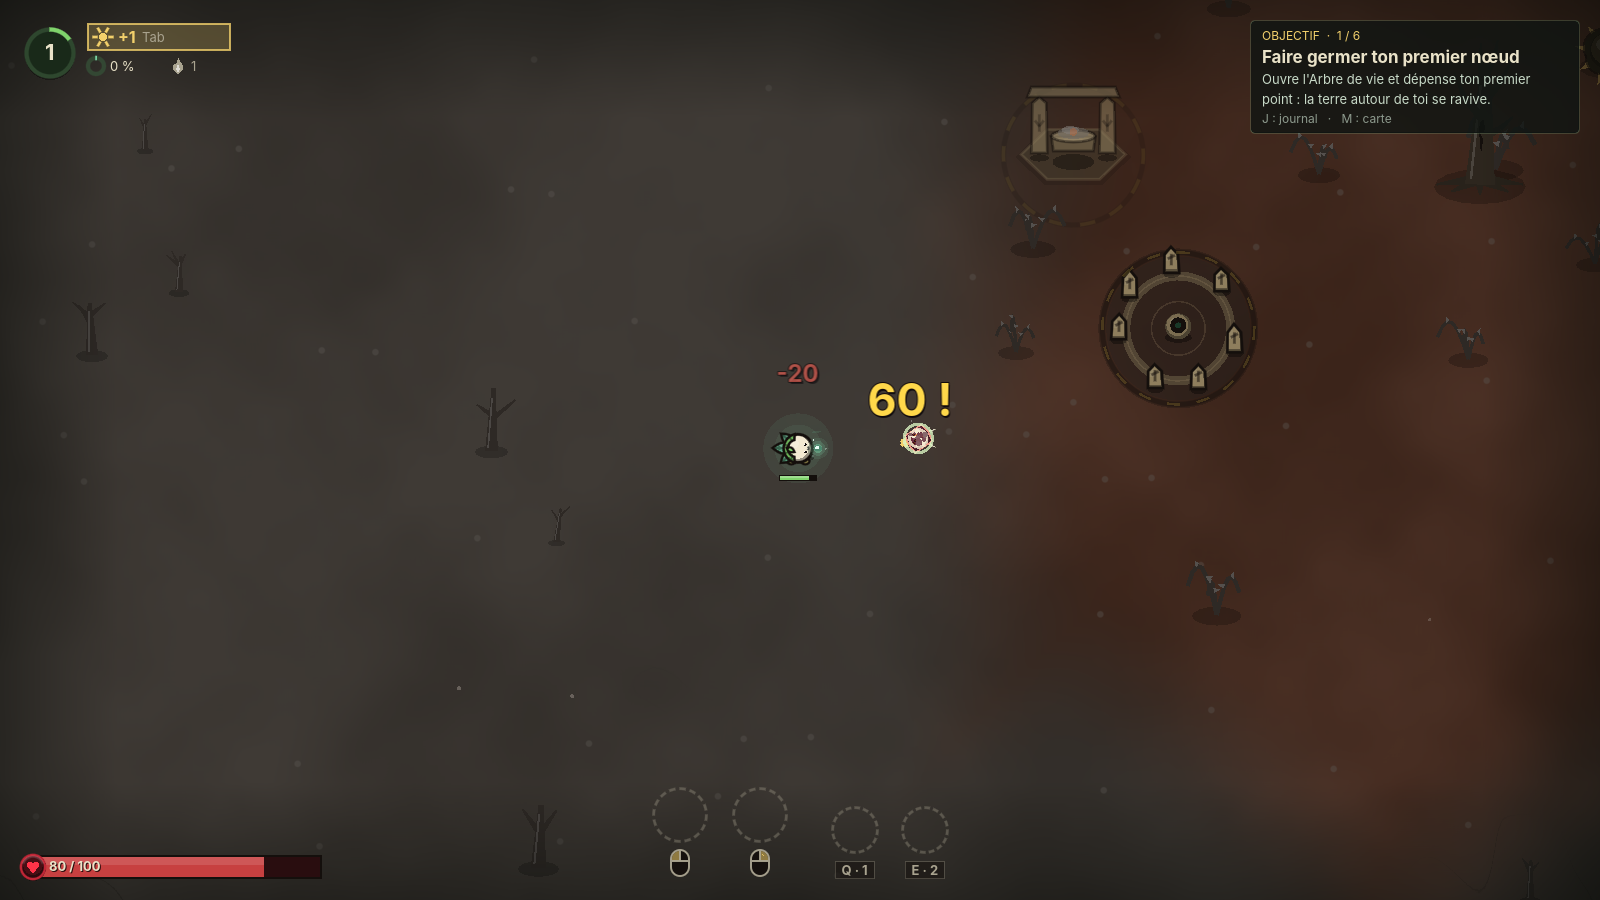 1
+1 Tab
0 %
1
OBJECTIF · 1 / 6
Faire germer ton premier nœud
Ouvre l'Arbre de vie et dépense ton premier
point : la terre autour de toi se ravive.
J : journal · M : carte
-20
60 !
80 / 100
Q · 1
E · 2